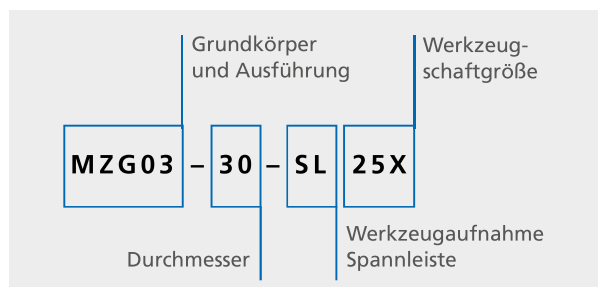 Grundkörper
und Ausführung
Werkzeug-
schaftgröße
MZG03 – 30 – SL 25X
Durchmesser
Werkzeugaufnahme
Spannleiste